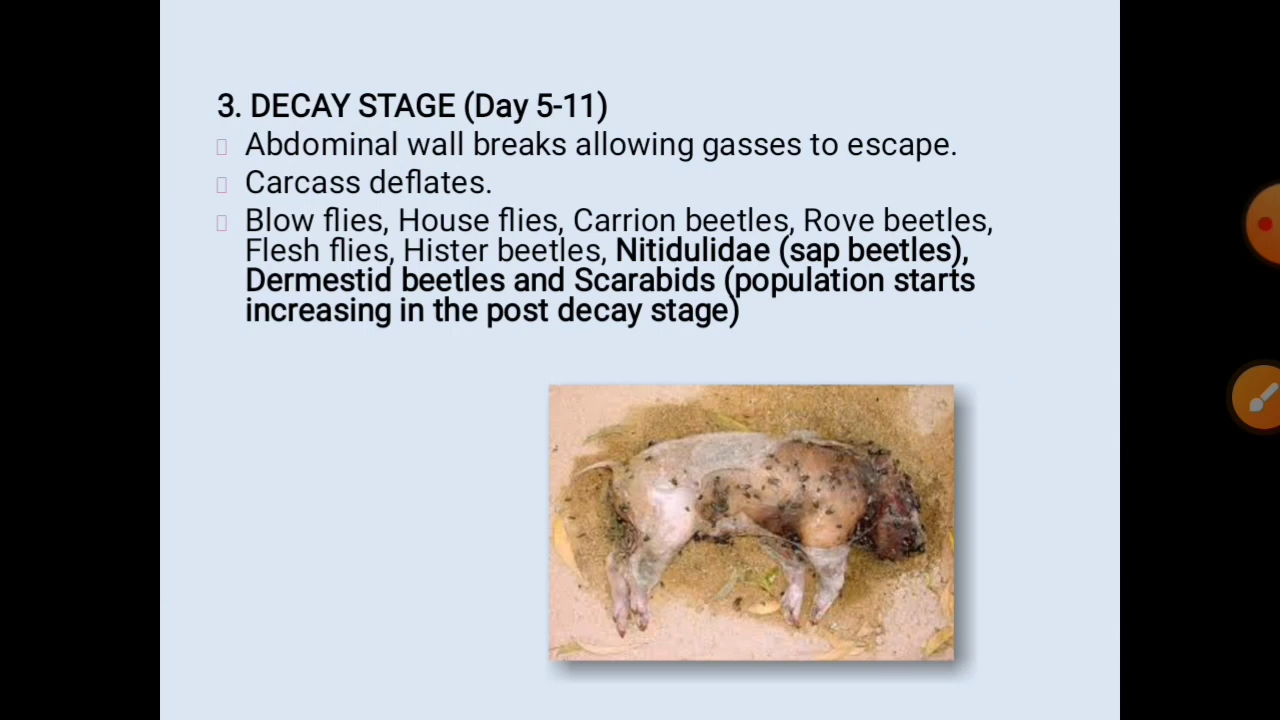 3. DECAY STAGE (Day 5-11)
Abdominal wall breaks allowing gasses to escape.
Carcass deflates.
Blow flies, House flies, Carrion beetles, Rove beetles,
Flesh flies, Hister beetles, Nitidulidae (sap beetles),
Dermestid beetles and Scarabids (population starts
increasing in the post decay stage)